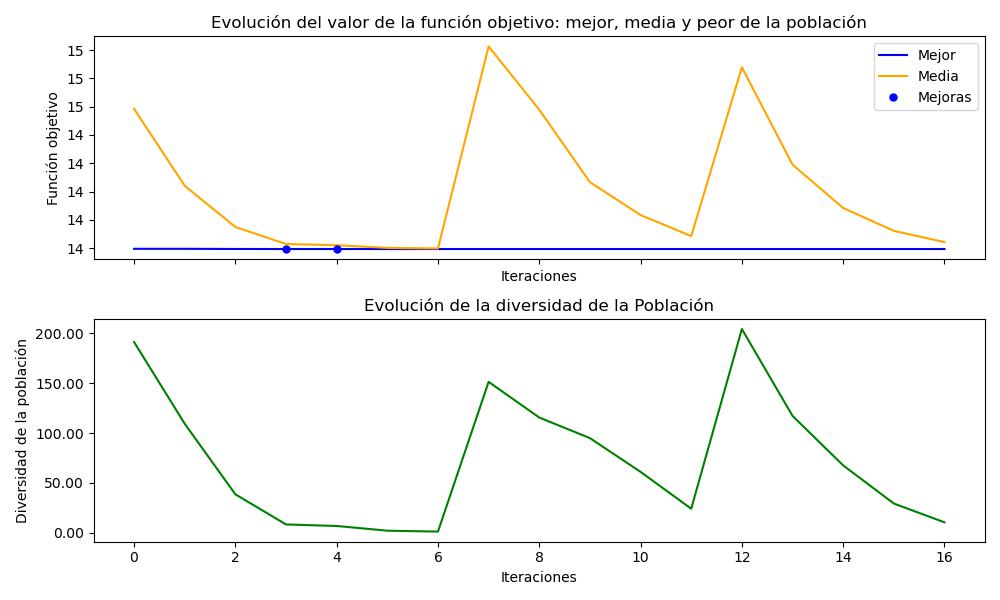 Evolución del valor de la función objetivo: mejor, media y peor de la población
Función objetivo
15
15
15
14
14
14
14
14
Mejor
Media
Mejoras
Iteraciones
Evolución de la diversidad de la Población
Diversidad de la población
200.00
150.00
100.00
50.00
0.00
0 2 4 6 8 10 12 14 16
Iteraciones